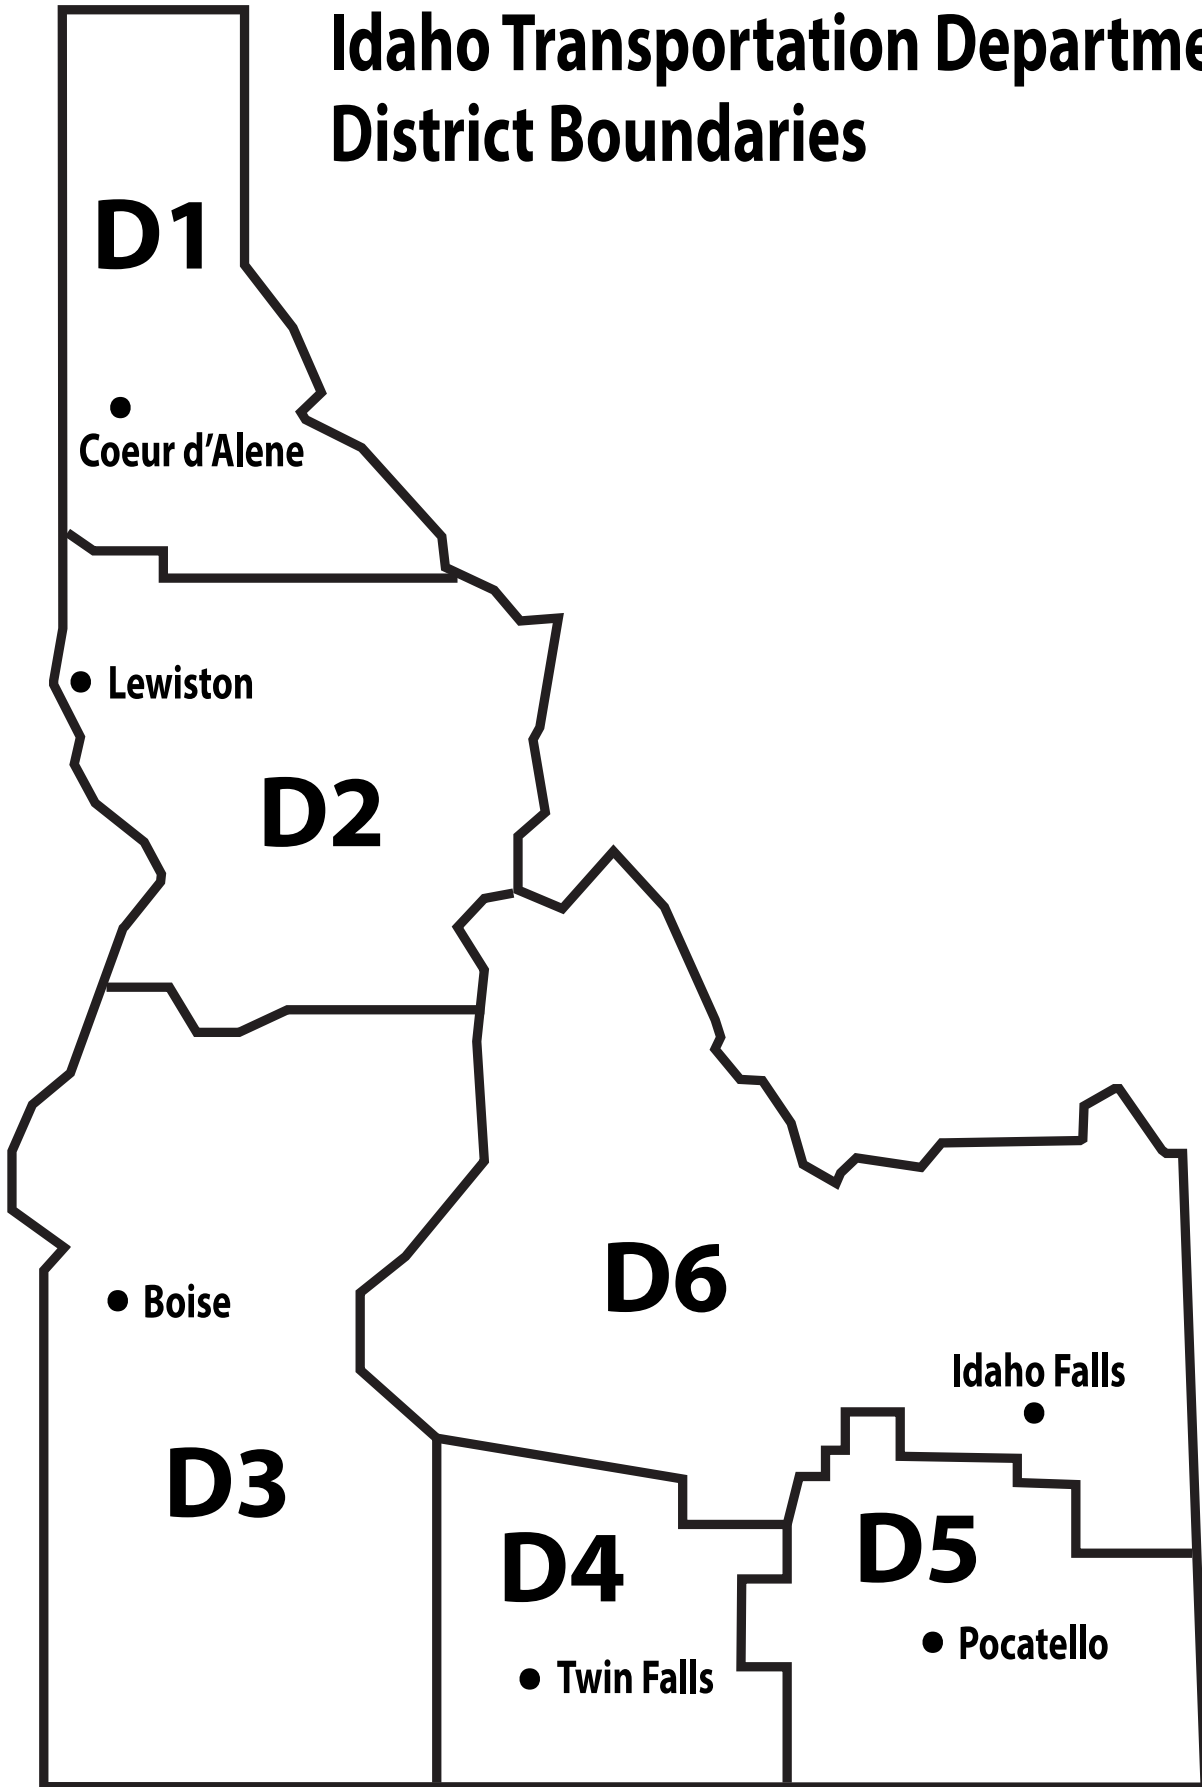 Idaho Transportation Departme
District Boundaries
D1
Coeur d’Alene
Lewiston
D2
D6
Boise
Idaho Falls
D3
D4
D5
Pocatello
Twin Falls